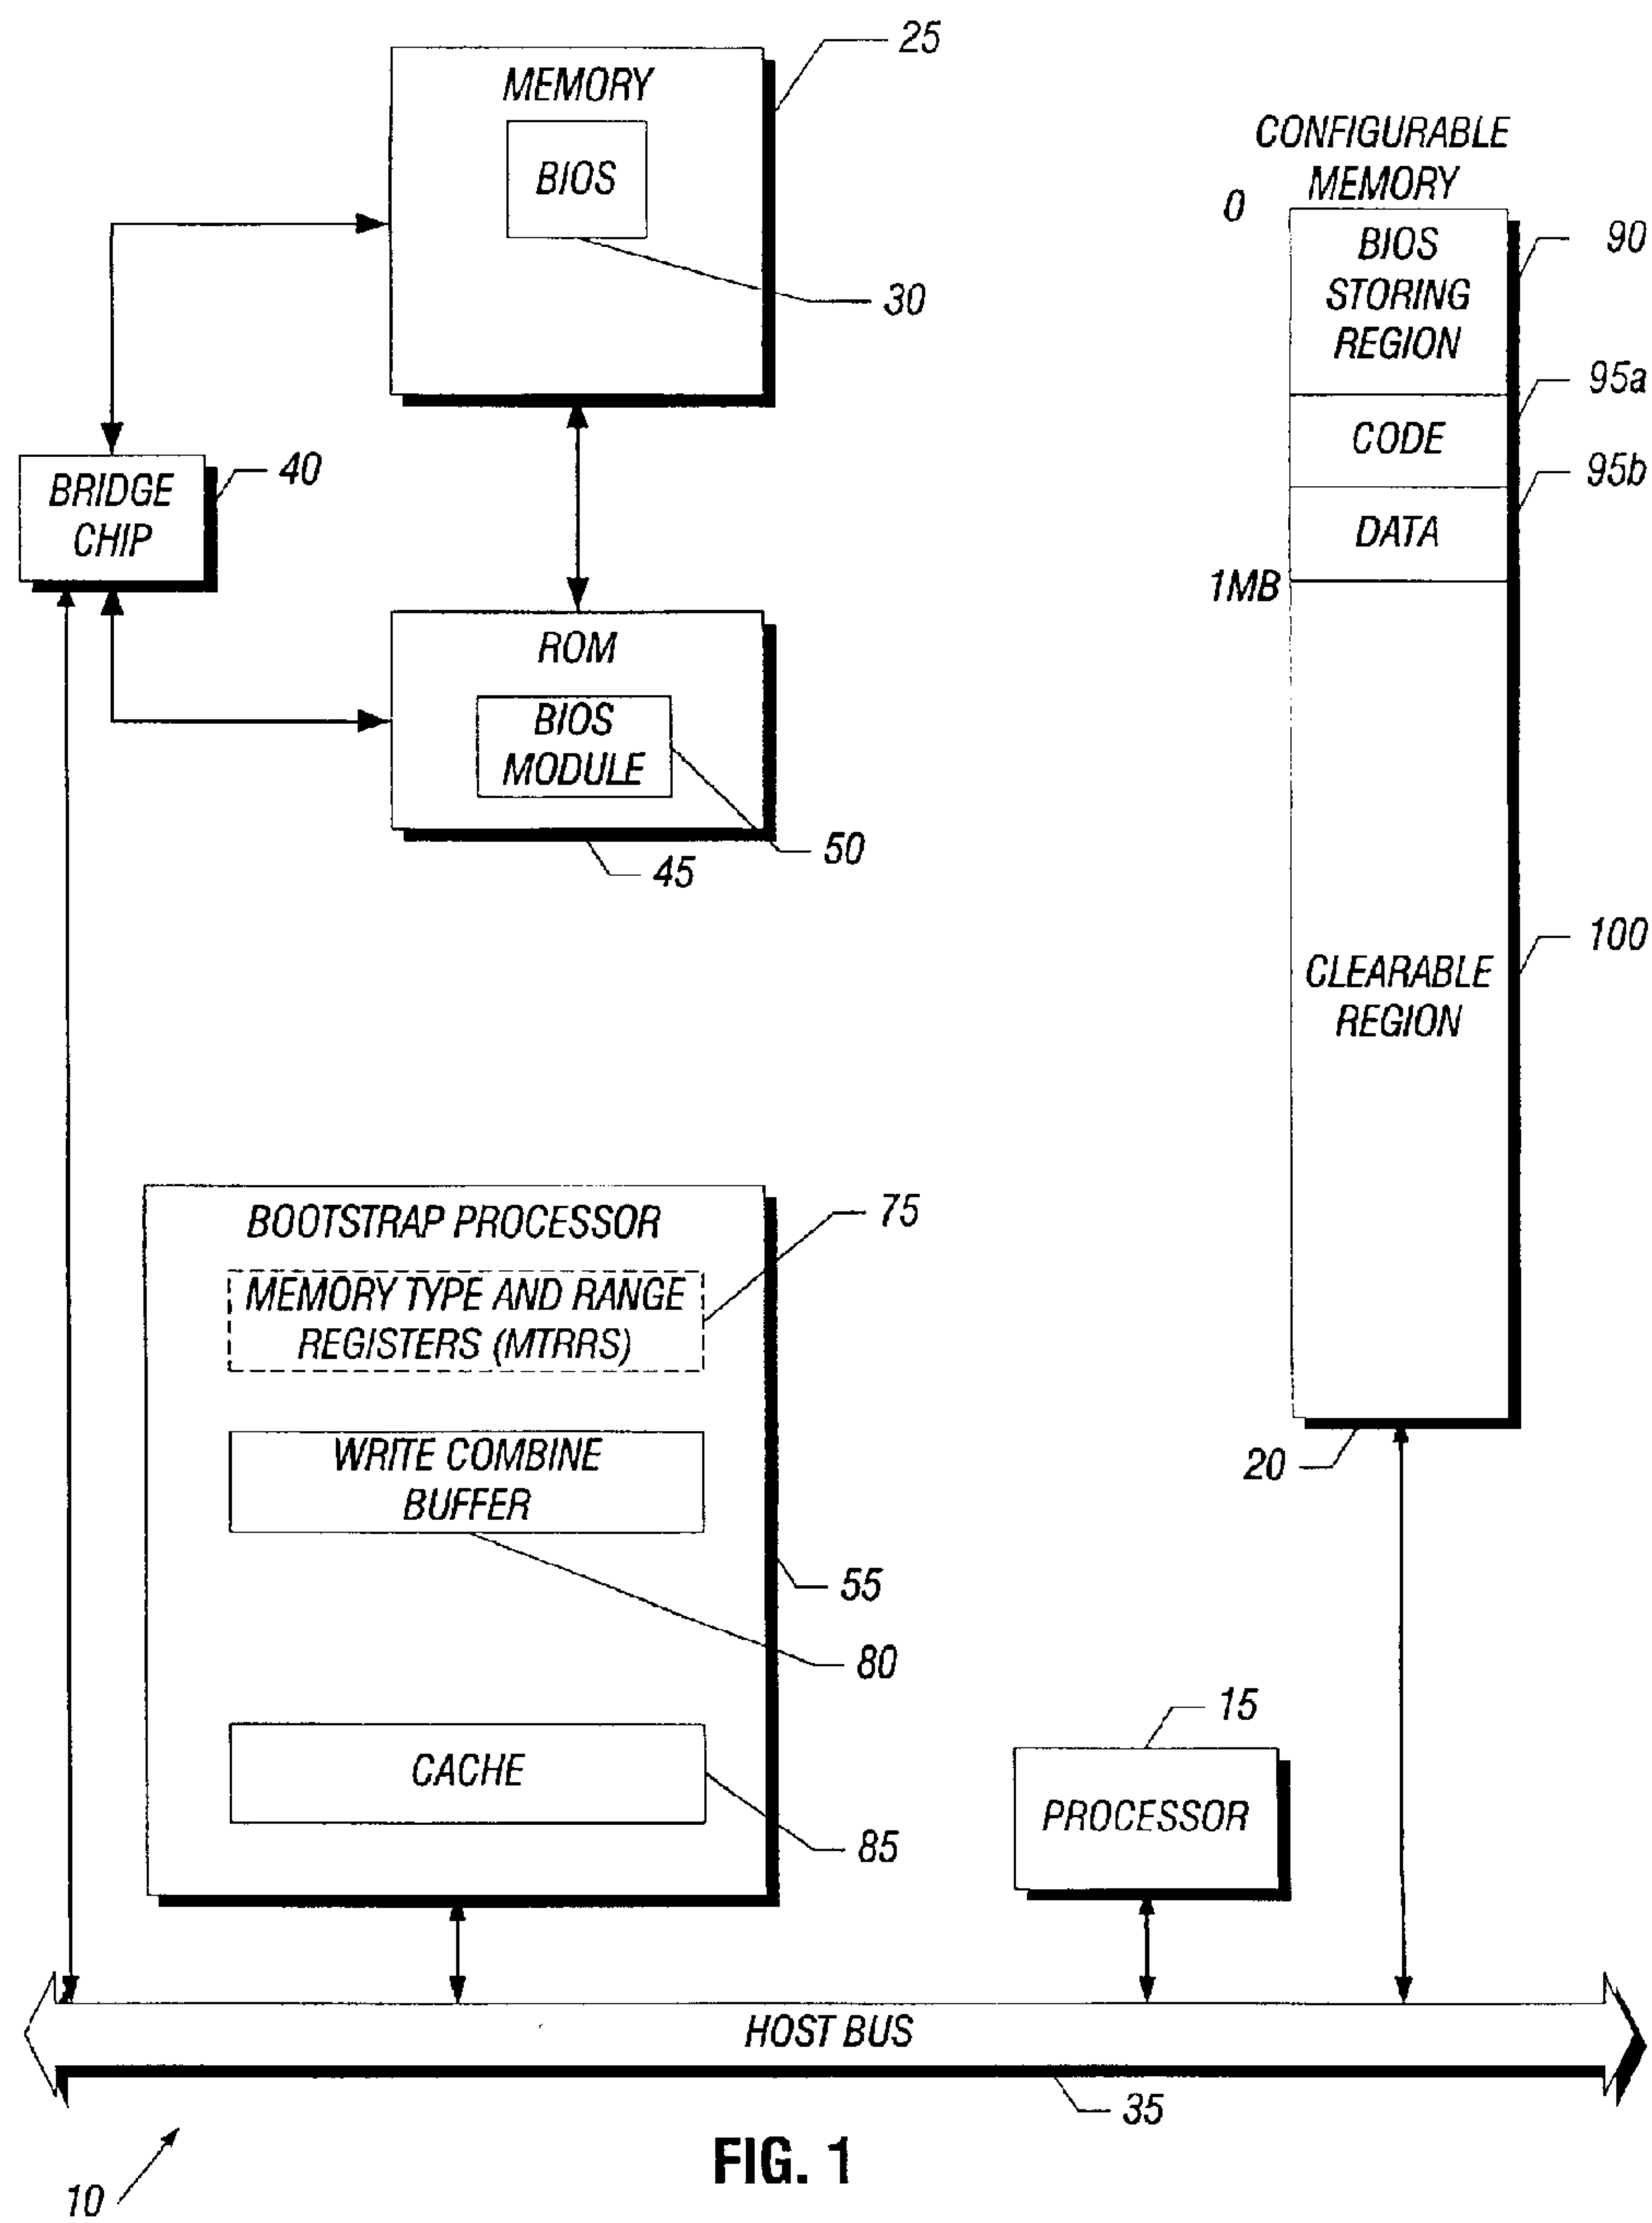 25
MEMORY
BIOS
30
CONFIGURABLE
MEMORY
0
BIOS
STORING
REGION
90
95a
CODE
95b
DATA
1MB
CLEARABLE
REGION
100
20
BRIDGE
CHIP
40
ROM
BIOS
MODULE
50
45
BOOTSTRAP PROCESSOR
75
MEMORY TYPE AND RANGE
REGISTERS (MTRRS)
WRITE COMBINE
BUFFER
55
80
CACHE
85
15
PROCESSOR
HOST BUS
35
FIG. 1
10